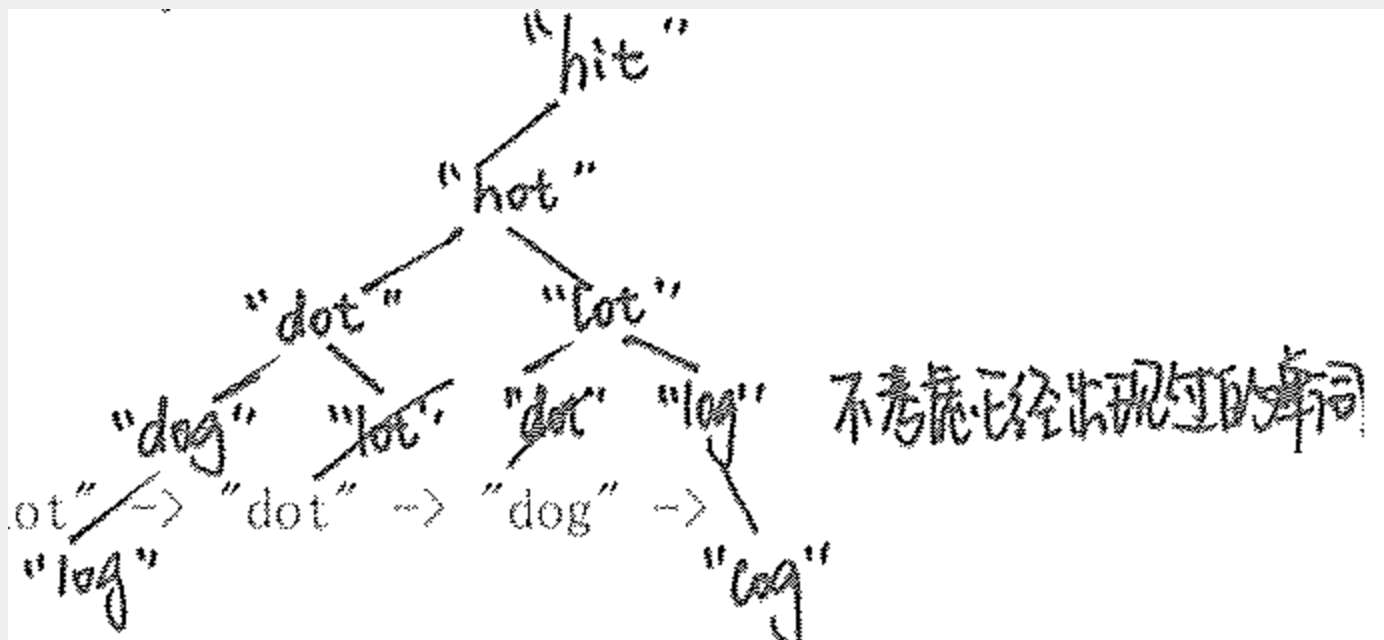 "hit"
"hot"
"dot" "lot"
"dog" "lot" "dot" "log" 不考虑已经出现过的单词
ot" -> "dot" -> "dog" ->
"log" "cog"